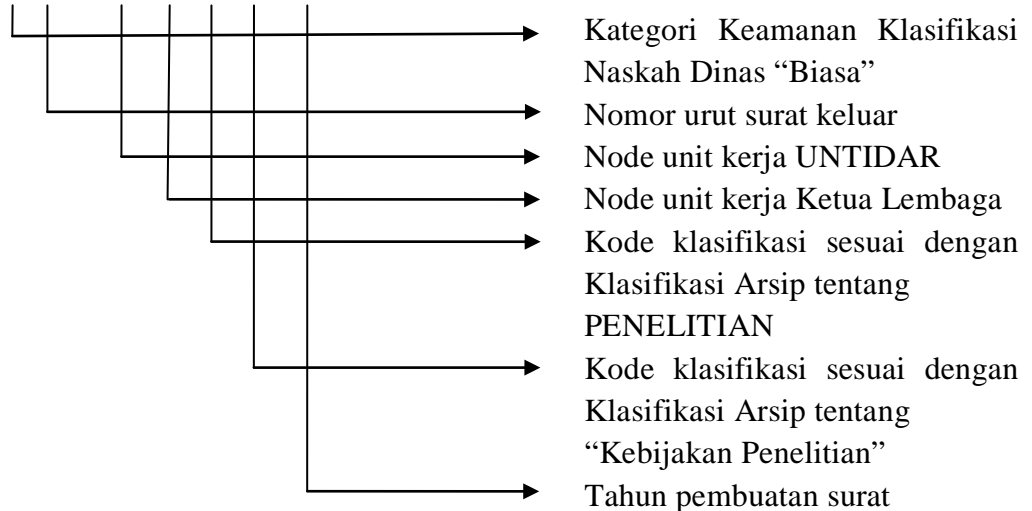 Kategori Keamanan Klasifikasi
Naskah Dinas “Biasa”
Nomor urut surat keluar
Node unit kerja UNTIDAR
Node unit kerja Ketua Lembaga
Kode klasifikasi sesuai dengan
Klasifikasi Arsip tentang
PENELITIAN
Kode klasifikasi sesuai dengan
Klasifikasi Arsip tentang
“Kebijakan Penelitian”
Tahun pembuatan surat